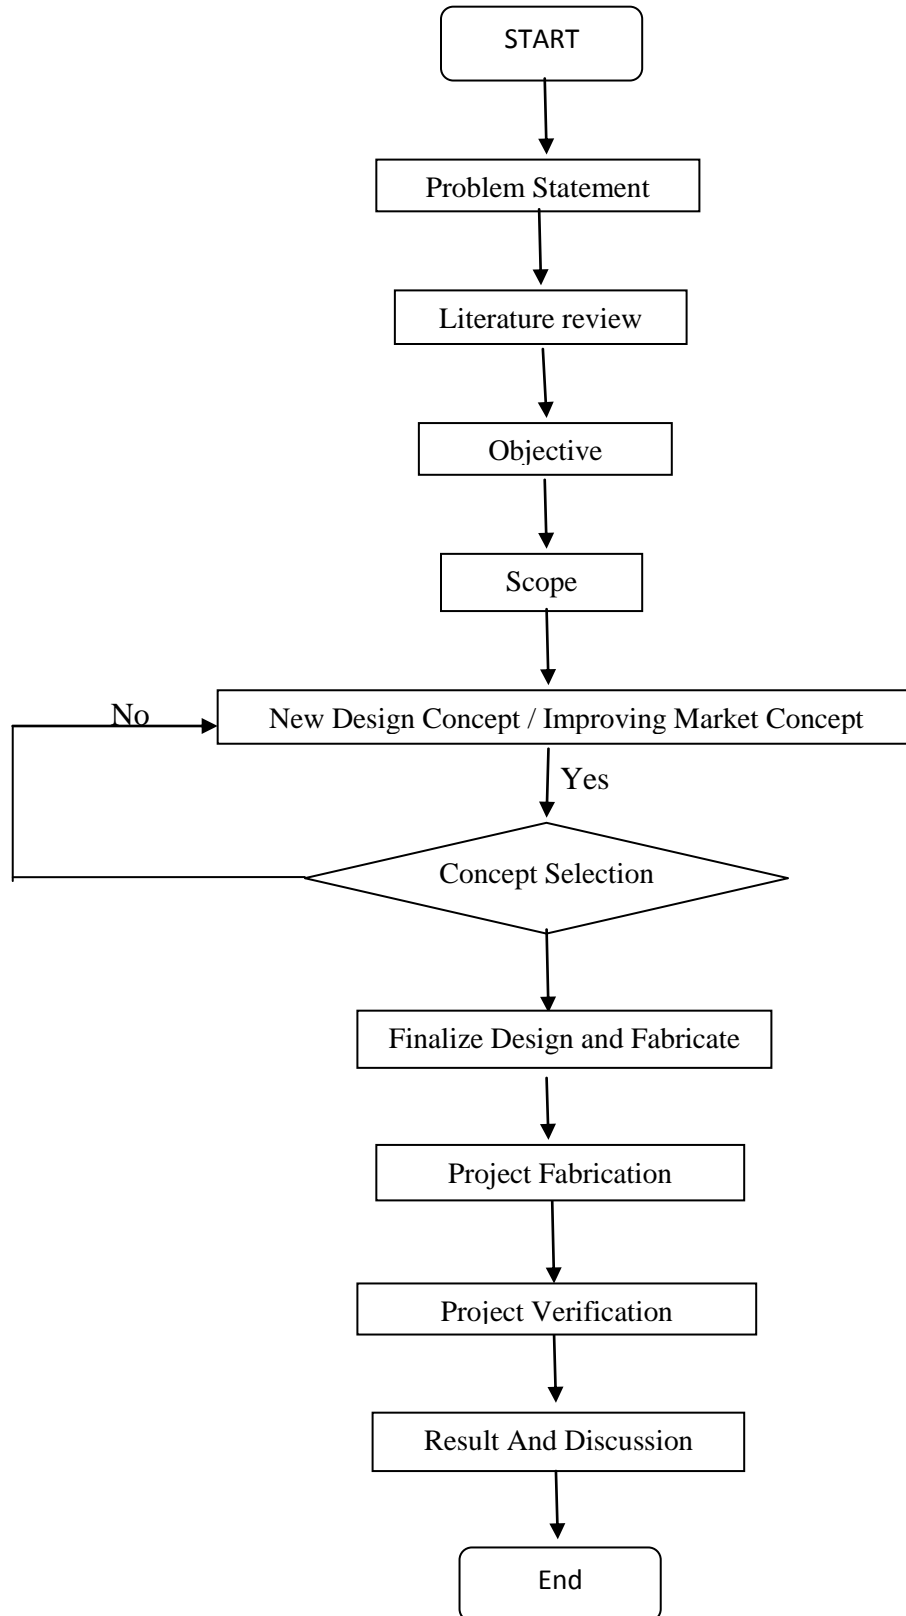 START
Problem Statement
Literature review
Objective
Scope
No
New Design Concept / Improving Market Concept
Yes
Concept Selection
Finalize Design and Fabricate
Project Fabrication
Project Verification
Result And Discussion
End